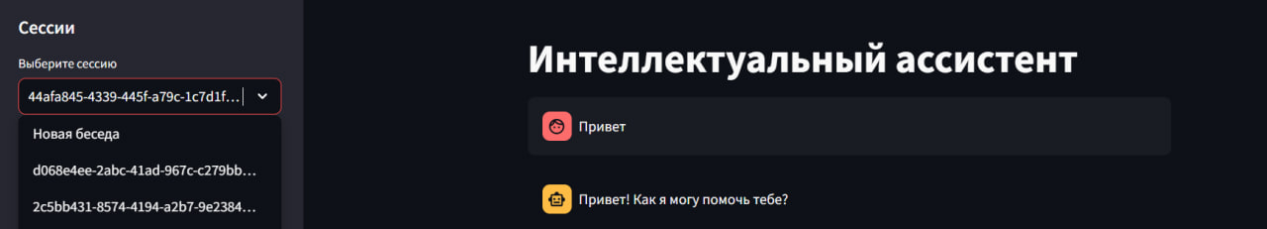 Сессии
Выберите сессию
44afa845-4339-445f-a79c-1c7d1f...
Новая беседа
d068e4ee-2abc-41ad-967c-c279bb...
2c5bb431-8574-4194-a2b7-9e2384...
Интеллектуальный ассистент
Привет
Привет! Как я могу помочь тебе?